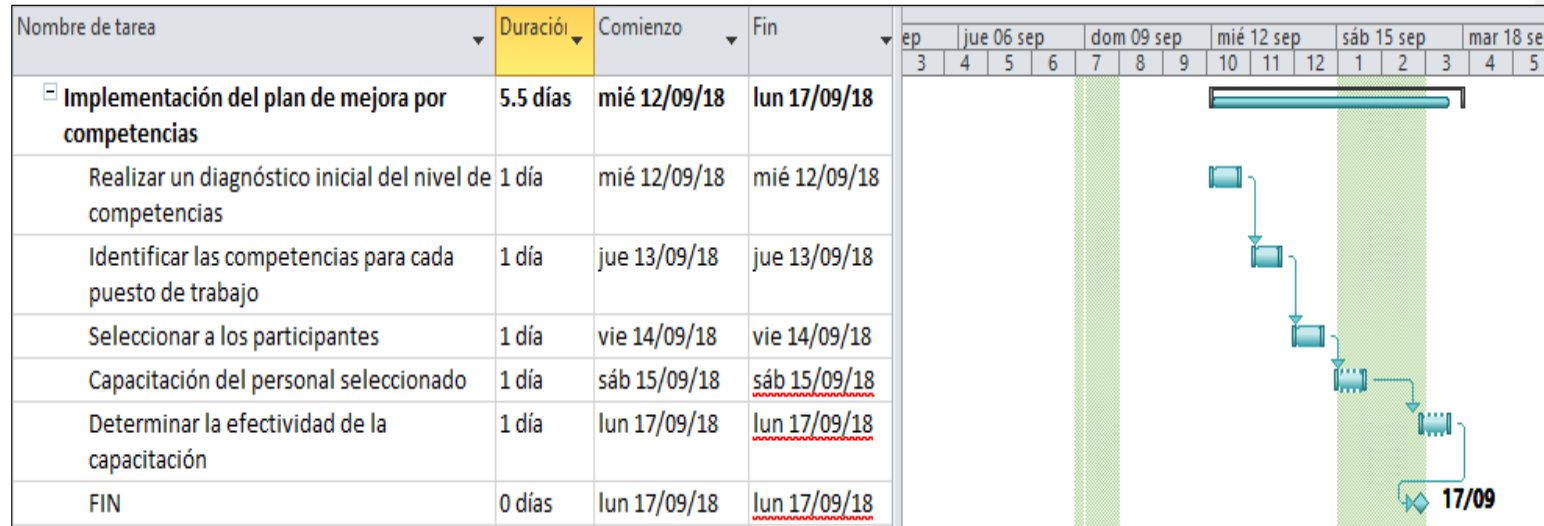 Nombre de tarea Duración Comienzo Fin
ep jue 06 sep dom 09 sep mié 12 sep sáb 15 sep mar 18 se
3 4 5 6 7 8 9 10 11 12 1 2 3 4 5
Implementación del plan de mejora por 5.5 días mié 12/09/18 lun 17/09/18
competencias
Realizar un diagnóstico inicial del nivel de 1 día mié 12/09/18 mié 12/09/18
competencias
Identificar las competencias para cada 1 día jue 13/09/18 jue 13/09/18
puesto de trabajo
Seleccionar a los participantes 1 día vie 14/09/18 vie 14/09/18
Capacitación del personal seleccionado 1 día sáb 15/09/18 sáb 15/09/18
Determinar la efectividad de la 1 día lun 17/09/18 lun 17/09/18
capacitación
FIN 0 días lun 17/09/18 lun 17/09/18 17/09